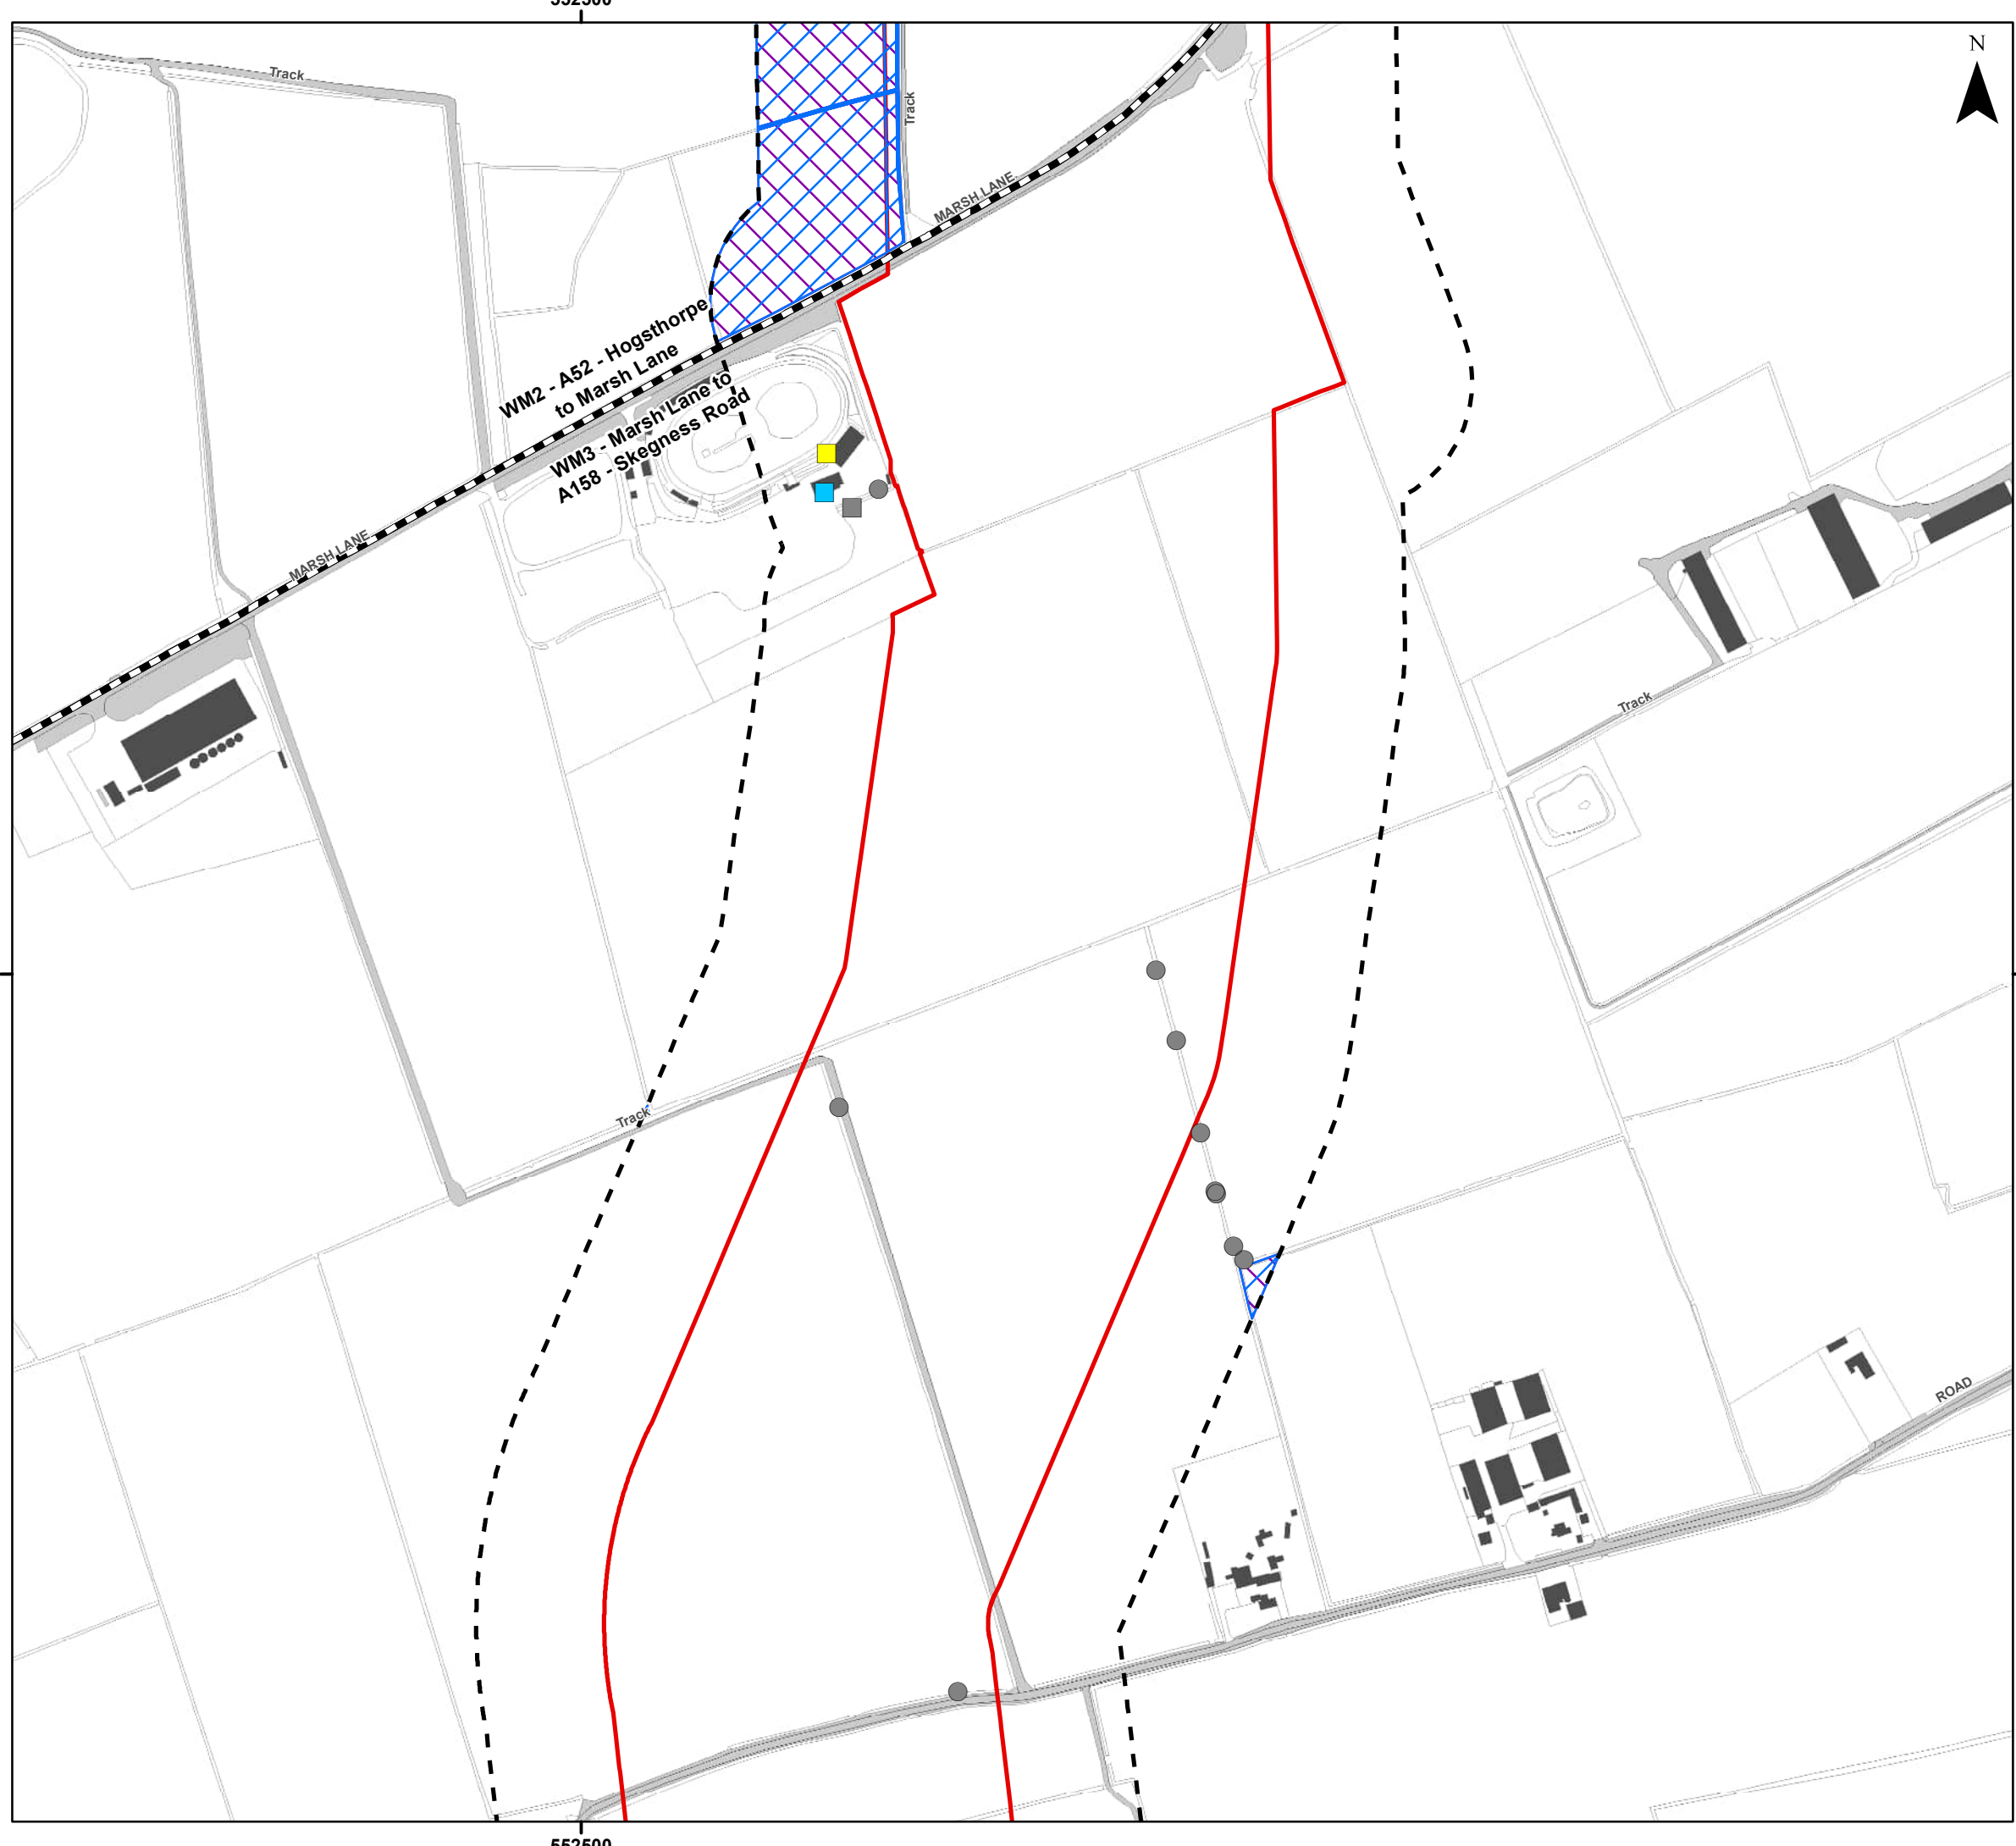 552500
N
Track
Track
MARSH LANE
WM2 - A52 - Hogsthorpe
to Marsh Lane
WM3 - Marsh Lane to
A158 - Skegness Road
MARSH LANE
Track
Track
ROAD
552500